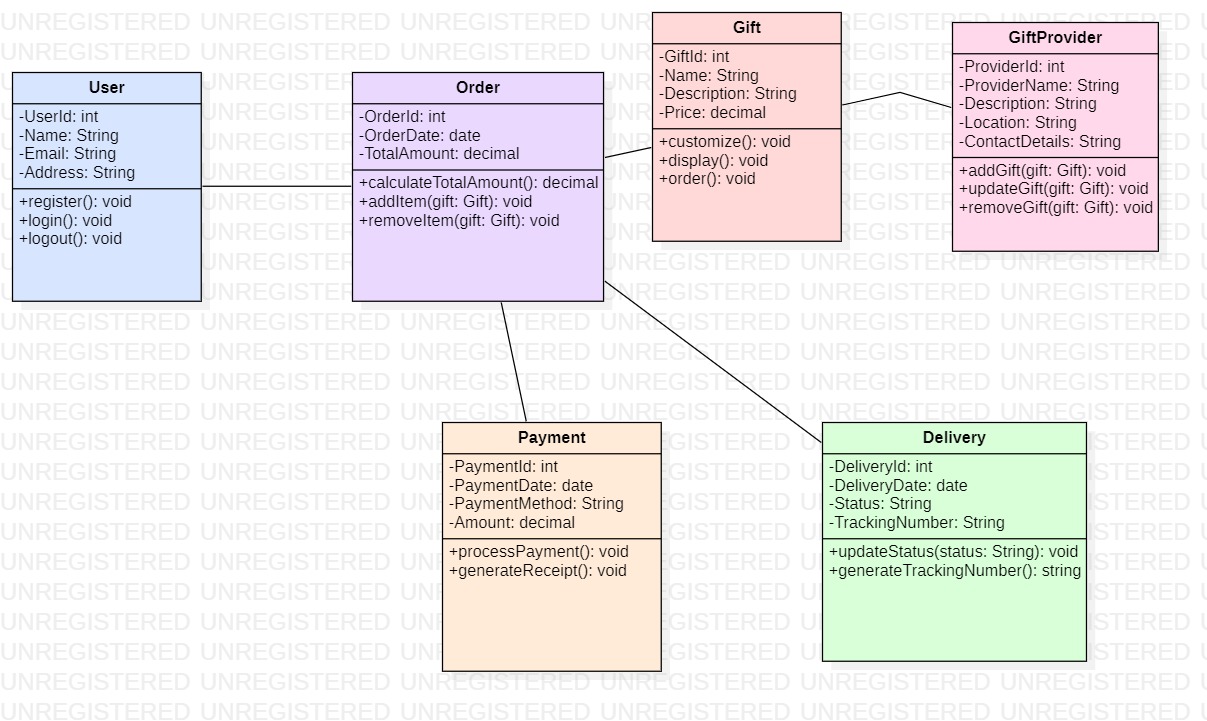 User
-UserId: int
-Name: String
-Email: String
-Address: String
+register(): void
+login(): void
+logout(): void
Order
-OrderId: int
-OrderDate: date
-TotalAmount: decimal
+calculateTotalAmount(): decimal
+addItem(gift: Gift): void
+removeItem(gift: Gift): void
Gift
-GiftId: int
-Name: String
-Description: String
-Price: decimal
+customize(): void
+display(): void
+order(): void
GiftProvider
-ProviderId: int
-ProviderName: String
-Description: String
-Location: String
-ContactDetails: String
+addGift(gift: Gift): void
+updateGift(gift: Gift): void
+removeGift(gift: Gift): void
Payment
-PaymentId: int
-PaymentDate: date
-PaymentMethod: String
-Amount: decimal
+processPayment(): void
+generateReceipt(): void
Delivery
-DeliveryId: int
-DeliveryDate: date
-Status: String
-TrackingNumber: String
+updateStatus(status: String): void
+generateTrackingNumber(): string
UNREGISTERED UNREGISTERED UNREGISTERED UNREGISTERED UNREGISTERED UNREGISTERED